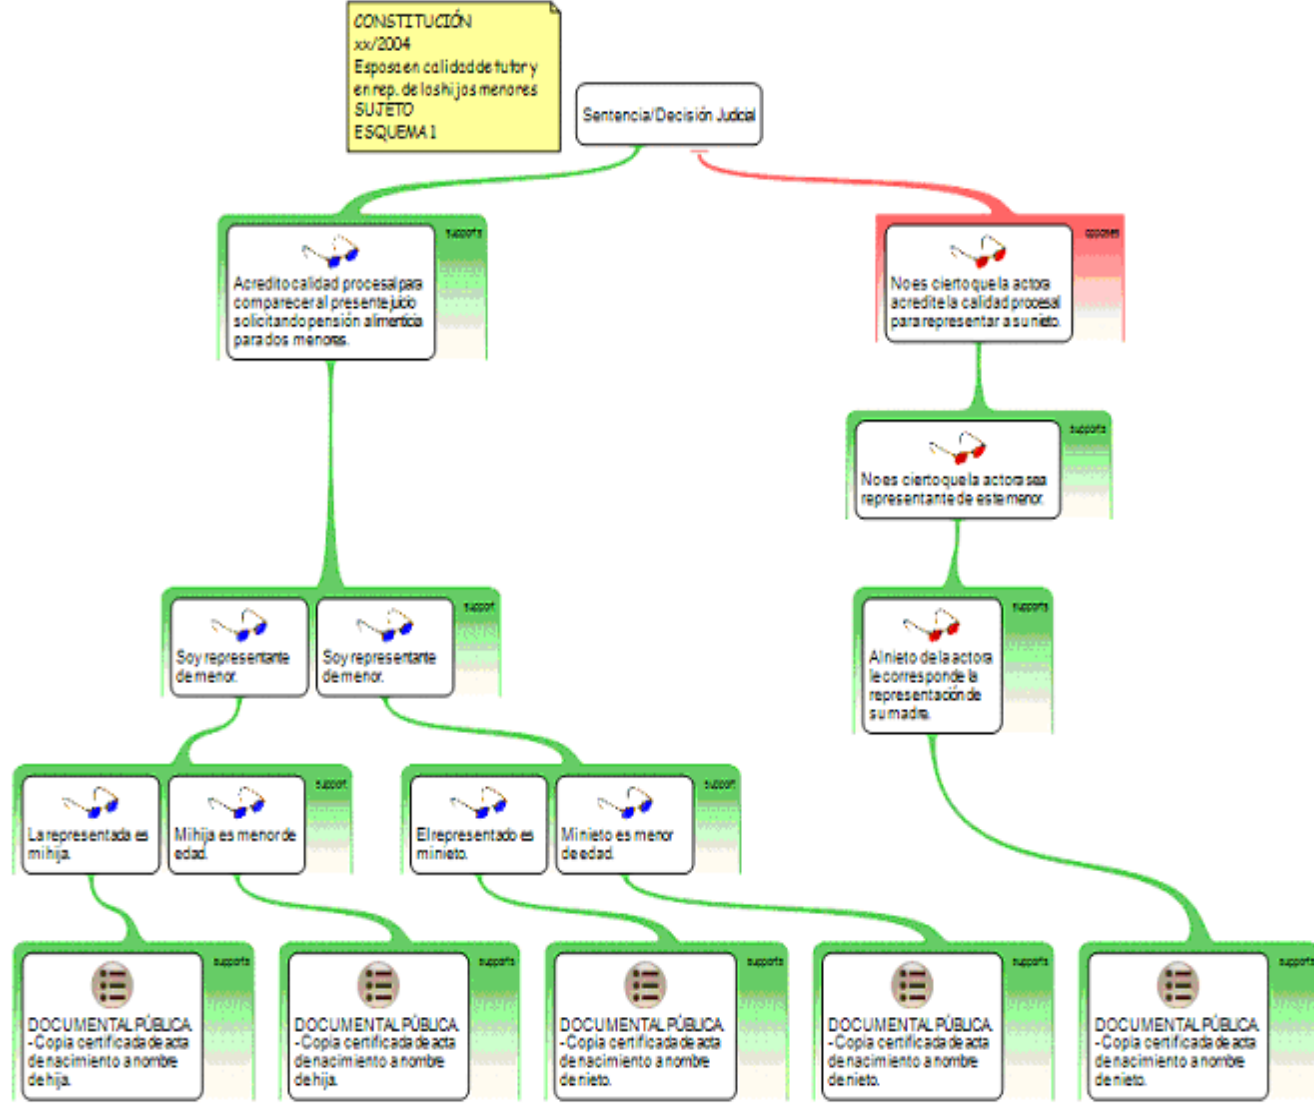 CONSTITUCIÓN
xx/2004
Esposa en calidad de tutor y
en rep. de los hijos menores
SUJETO
ESQUEMA 1
Sentencia/Decisión Judicial
supports
Acredito calidad procesal para
comparecer al presente juicio
solicitando pensión alimenticia
para dos menores.
opposes
No es cierto que la actora
acredite la calidad procesal
para representar a su nieto.
supports
No es cierto que la actora sea
representante de este menor.
support
Soy representante
de menor.
Soy representante
de menor.
supports
Al nieto de la actora
le corresponde la
representación de
su madre.
support
La representada es
mi hija.
Mi hija es menor de
edad.
support
El representado es
mi nieto.
Mi nieto es menor
de edad.
supports
DOCUMENTAL PÚBLICA.
-Copia certificada de acta
de nacimiento a nombre
de hija.
supports
DOCUMENTAL PÚBLICA.
-Copia certificada de acta
de nacimiento a nombre
de hija.
supports
DOCUMENTAL PÚBLICA.
-Copia certificada de acta
de nacimiento a nombre
de nieto.
supports
DOCUMENTAL PÚBLICA.
-Copia certificada de acta
de nacimiento a nombre
de nieto.
supports
DOCUMENTAL PÚBLICA.
-Copia certificada de acta
de nacimiento a nombre
de nieto.